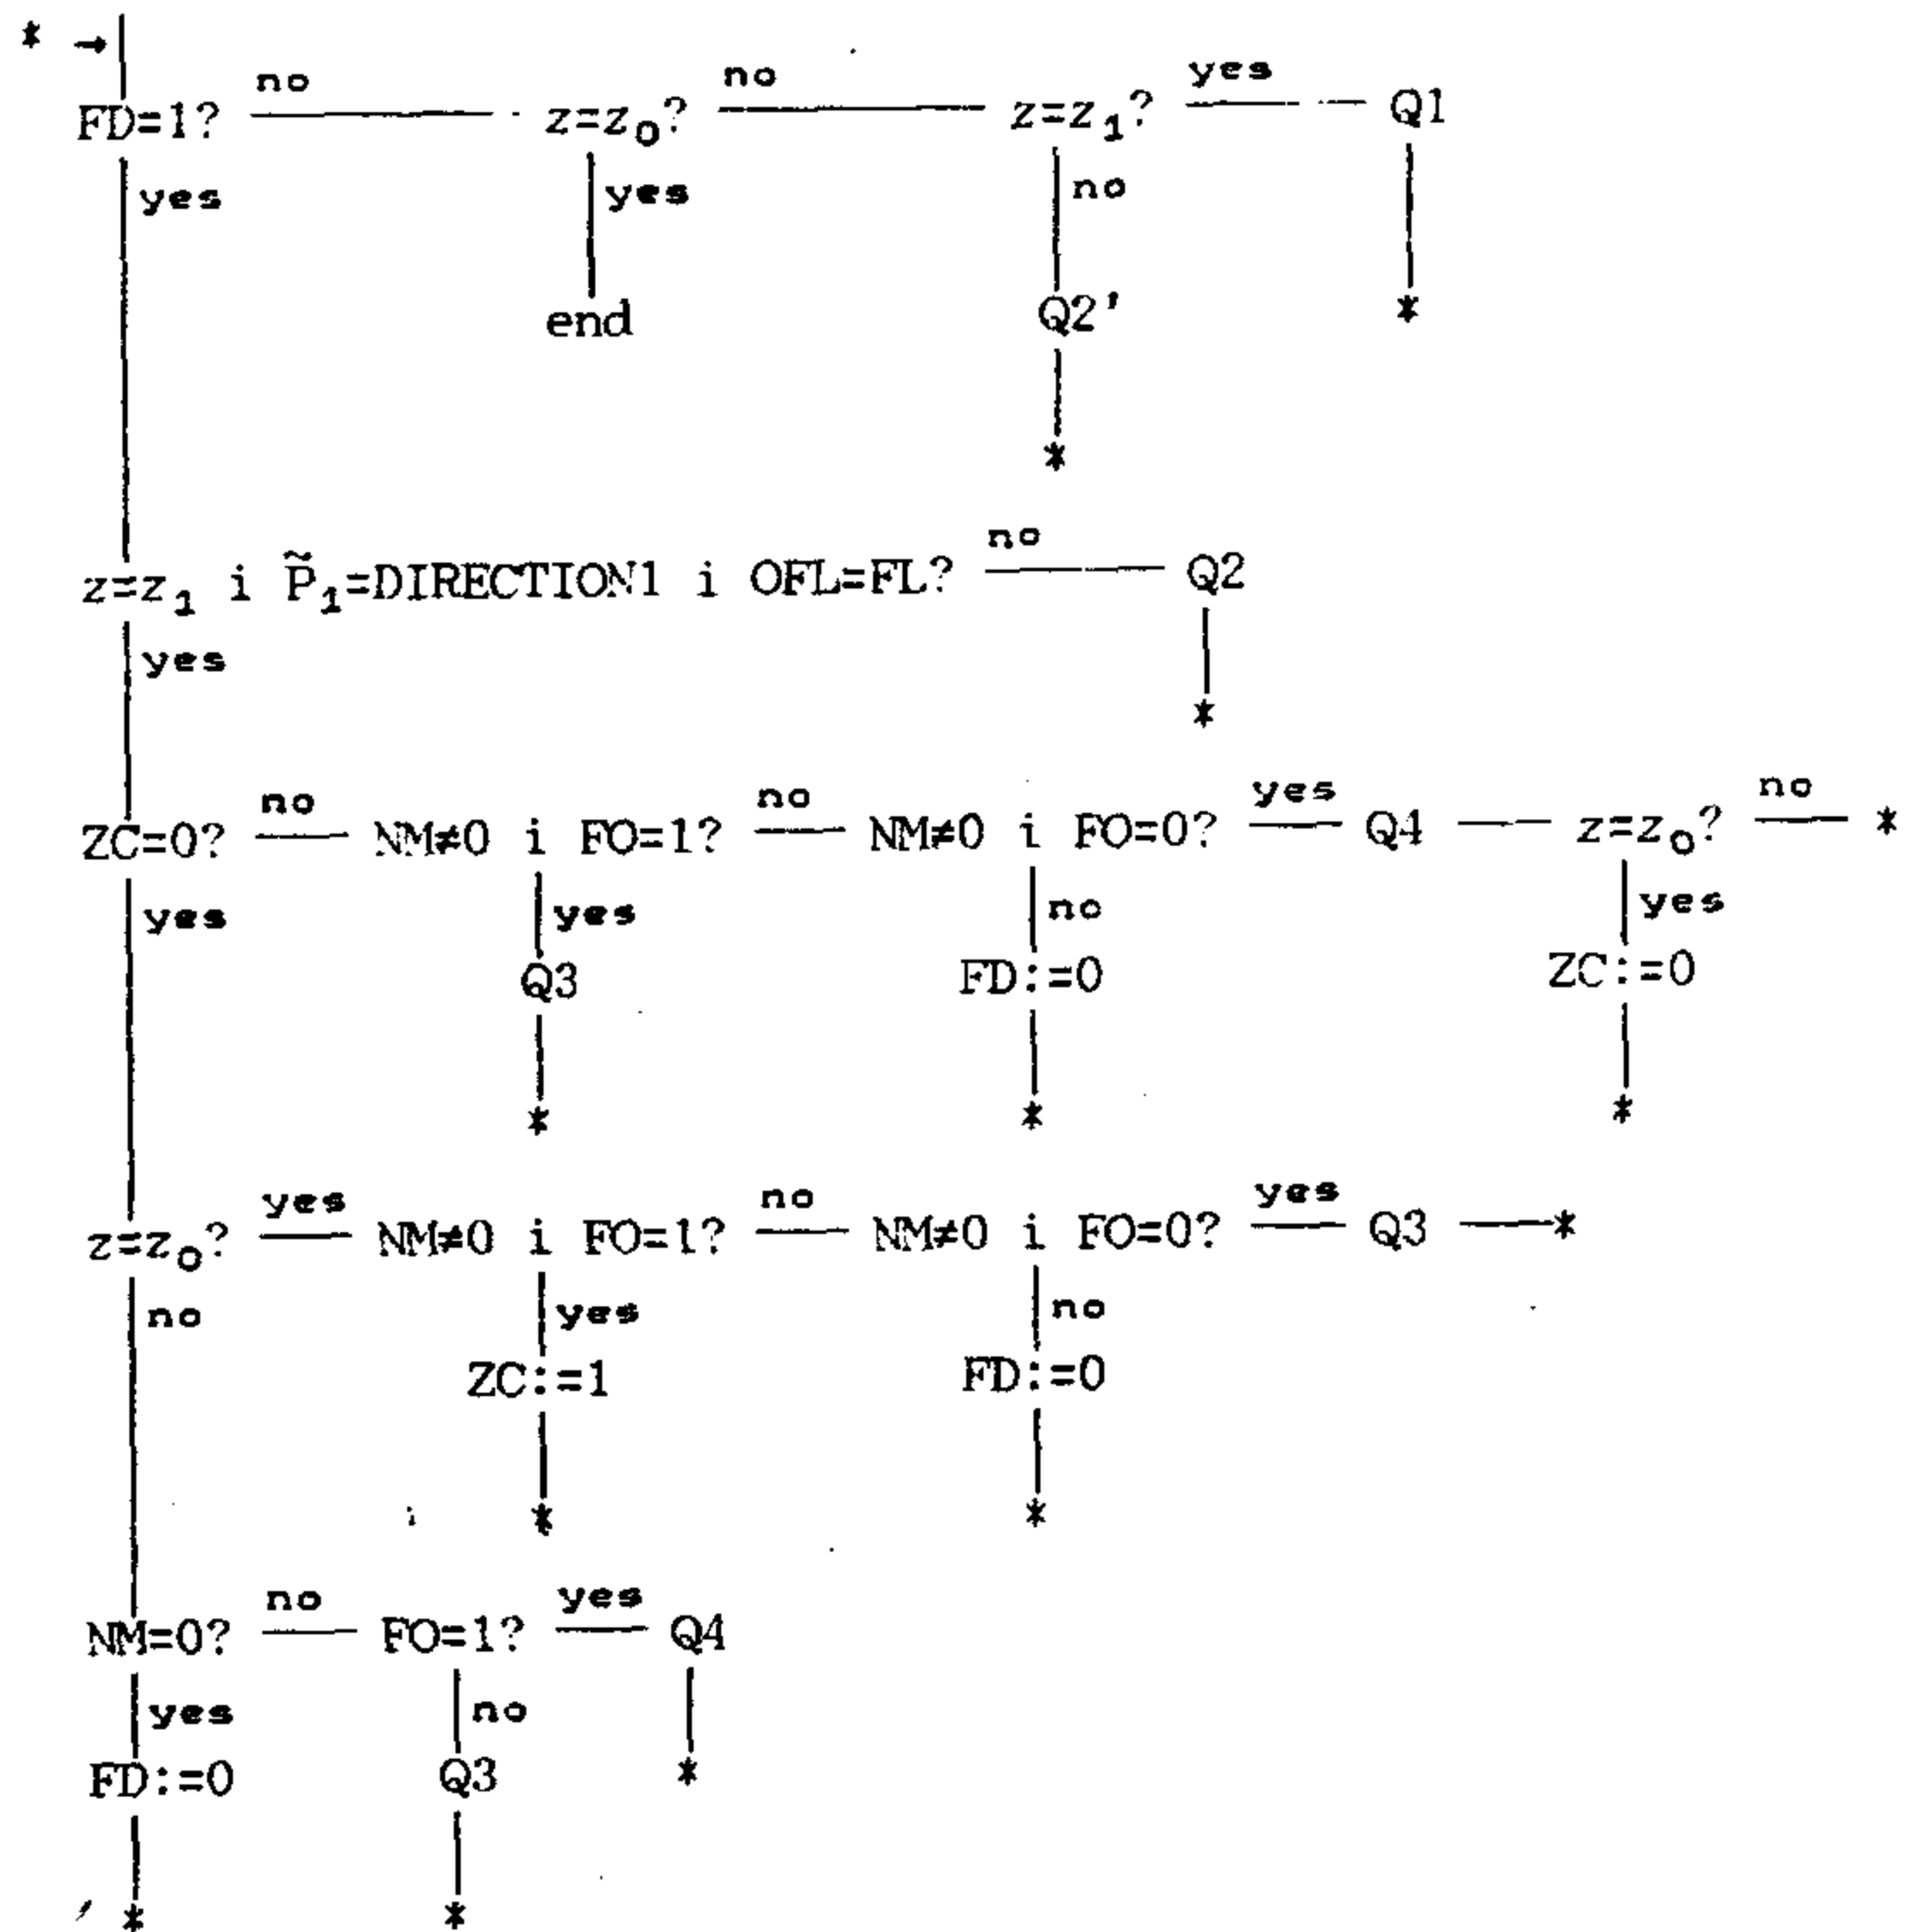 * →
no no yes
FD=1? z=z₀? z=z₁? Q1
yes yes no
end Q2' *
*
no
z=z₁ i P̃₁=DIRECTION1 i OFL=FL? Q2
yes
*
no no yes no
ZC=0? NM≠0 i FO=1? NM≠0 i FO=0? Q4 z=z₀? *
yes yes no yes
Q3 FD:=0 ZC:=0
* * *
yes no yes
z=z₀? NM≠0 i FO=1? NM≠0 i FO=0? Q3 *
no yes no
ZC:=1 FD:=0
* *
no yes
NM=0? FO=1? Q4
yes no
FD:=0 Q3 *
* *